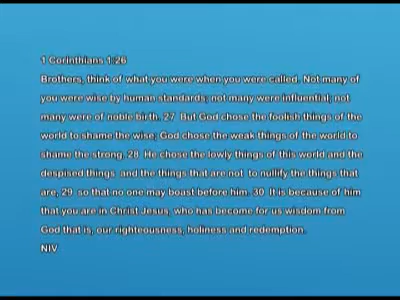 1 Corinthians 1:26
Brothers, think of what you were when you were called. Not many of
you were wise by human standards; not many were influential; not
many were of noble birth. 27  But God chose the foolish things of the
world to shame the wise; God chose the weak things of the world to
shame the strong. 28  He chose the lowly things of this world and the
despised things  and the things that are not  to nullify the things that
are, 29  so that no one may boast before him. 30  It is because of him
that you are in Christ Jesus, who has become for us wisdom from
God that is, our righteousness, holiness and redemption.
NIV